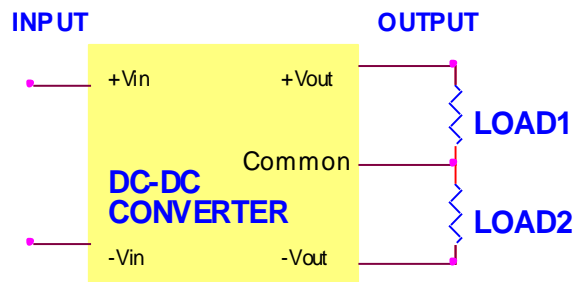 INPUT
OUTPUT
+Vin
+Vout
LOAD1
Common
DC-DC
CONVERTER
LOAD2
-Vin
-Vout